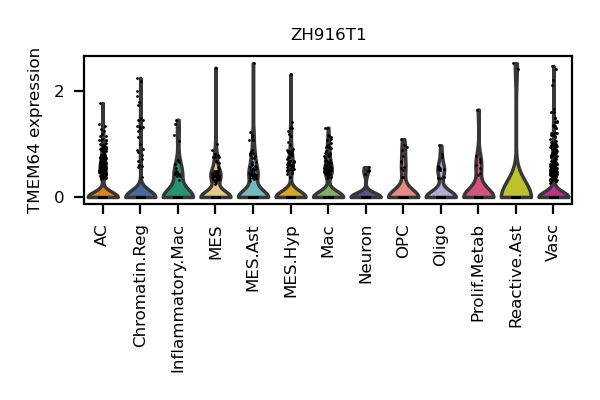 ZH916T1
TMEM64 expression
2
0
AC
Chromatin.Reg
Inflammatory.Mac
MES
MES.Ast
MES.Hyp
Mac
Neuron
OPC
Oligo
Prolif.Metab
Reactive.Ast
Vasc